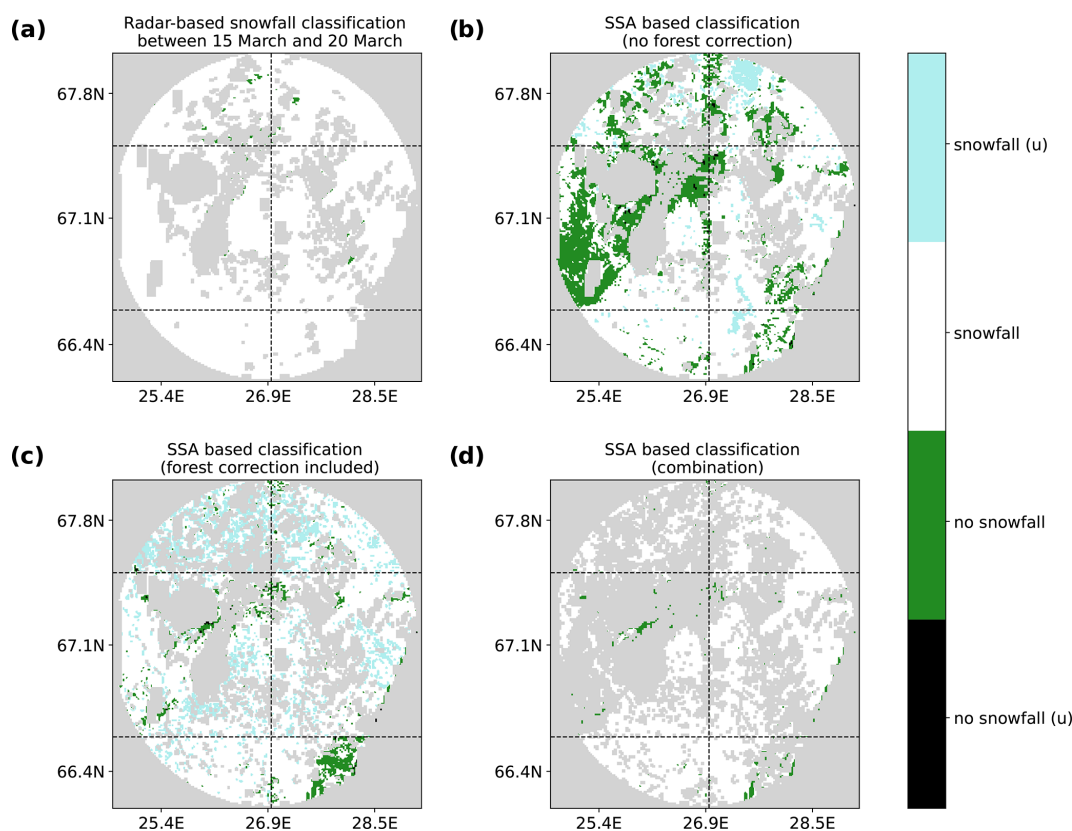 (a)
Radar-based snowfall classification
between 15 March and 20 March
67.8N
67.1N
66.4N
25.4E
26.9E
28.5E
(b)
SSA based classification
(no forest correction)
67.8N
67.1N
66.4N
25.4E
26.9E
28.5E
(c)
SSA based classification
(forest correction included)
67.8N
67.1N
66.4N
25.4E
26.9E
28.5E
(d)
SSA based classification
(combination)
67.8N
67.1N
66.4N
25.4E
26.9E
28.5E
snowfall (u)
snowfall
no snowfall
no snowfall (u)